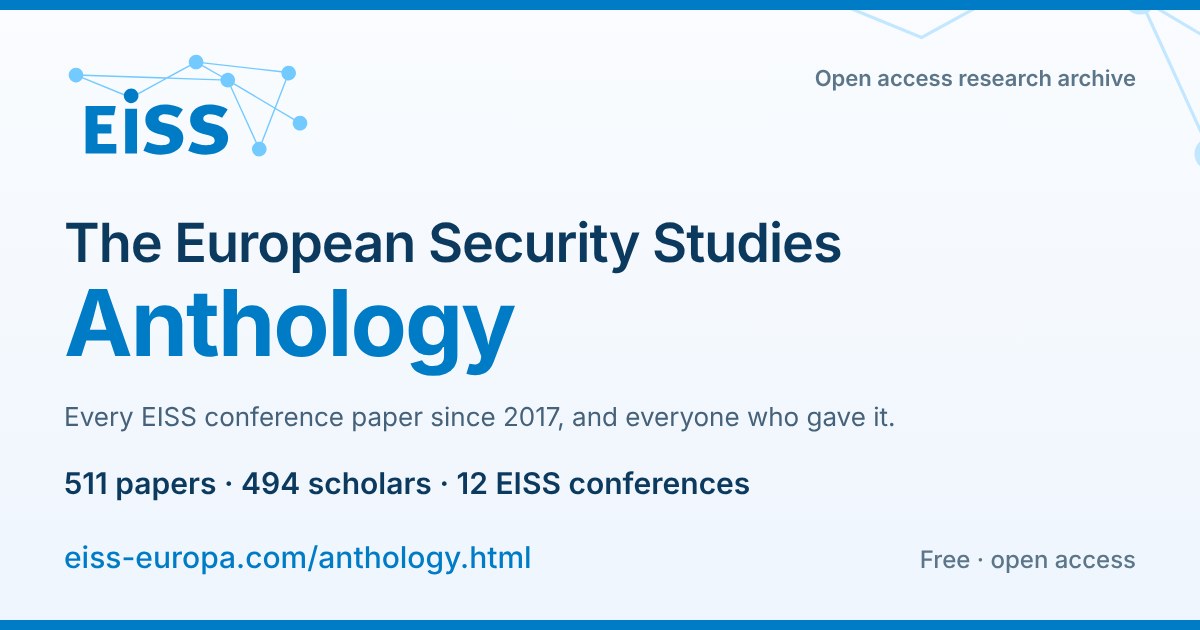 EiSS
Open access research archive
The European Security Studies
Anthology
Every EISS conference paper since 2017, and everyone who gave it.
511 papers · 494 scholars · 12 EISS conferences
eiss-europa.com/anthology.html
Free · open access